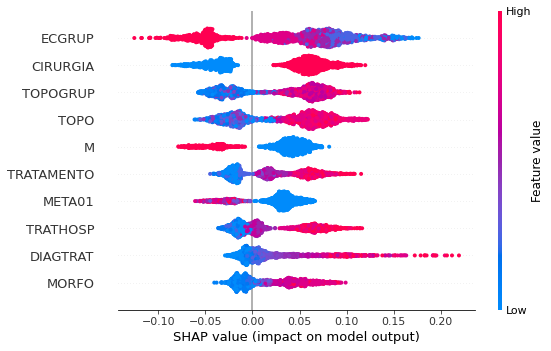 High
ECGRUP
CIRURGIA
TOPOGRUP
TOPO
M
TRATAMENTO
META01
TRATHOSP
DIAGTRAT
MORFO
Feature value
Low
−0.10 −0.05 0.00 0.05 0.10 0.15 0.20
SHAP value (impact on model output)